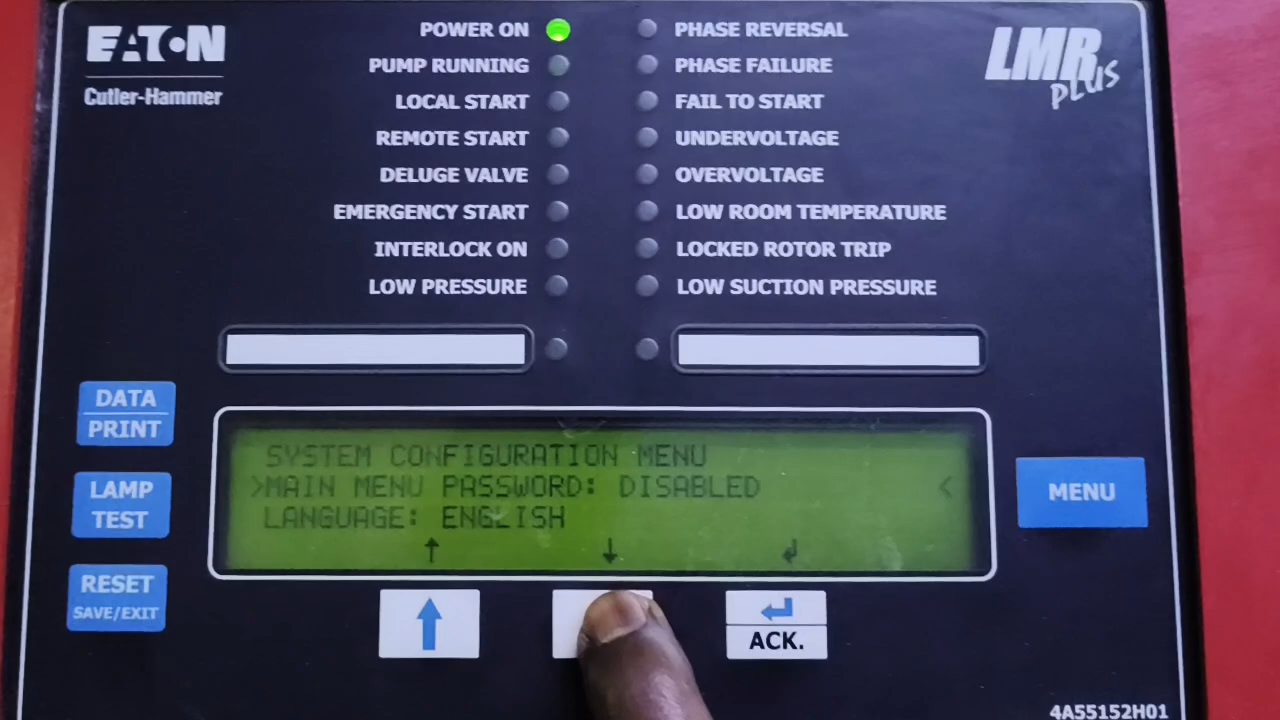 EATON
Cutler-Hammer
LMR
PLUS
POWER ON
PUMP RUNNING
LOCAL START
REMOTE START
DELUGE VALVE
EMERGENCY START
INTERLOCK ON
LOW PRESSURE
PHASE REVERSAL
PHASE FAILURE
FAIL TO START
UNDERVOLTAGE
OVERVOLTAGE
LOW ROOM TEMPERATURE
LOCKED ROTOR TRIP
LOW SUCTION PRESSURE
DATA
PRINT
LAMP
TEST
RESET
SAVE/EXIT
SYSTEM CONFIGURATION MENU
>MAIN MENU PASSWORD: DISABLED <
LANGUAGE: ENGLISH
↑ ↓ ↲
MENU
↑
↲
ACK.
4A55152H01